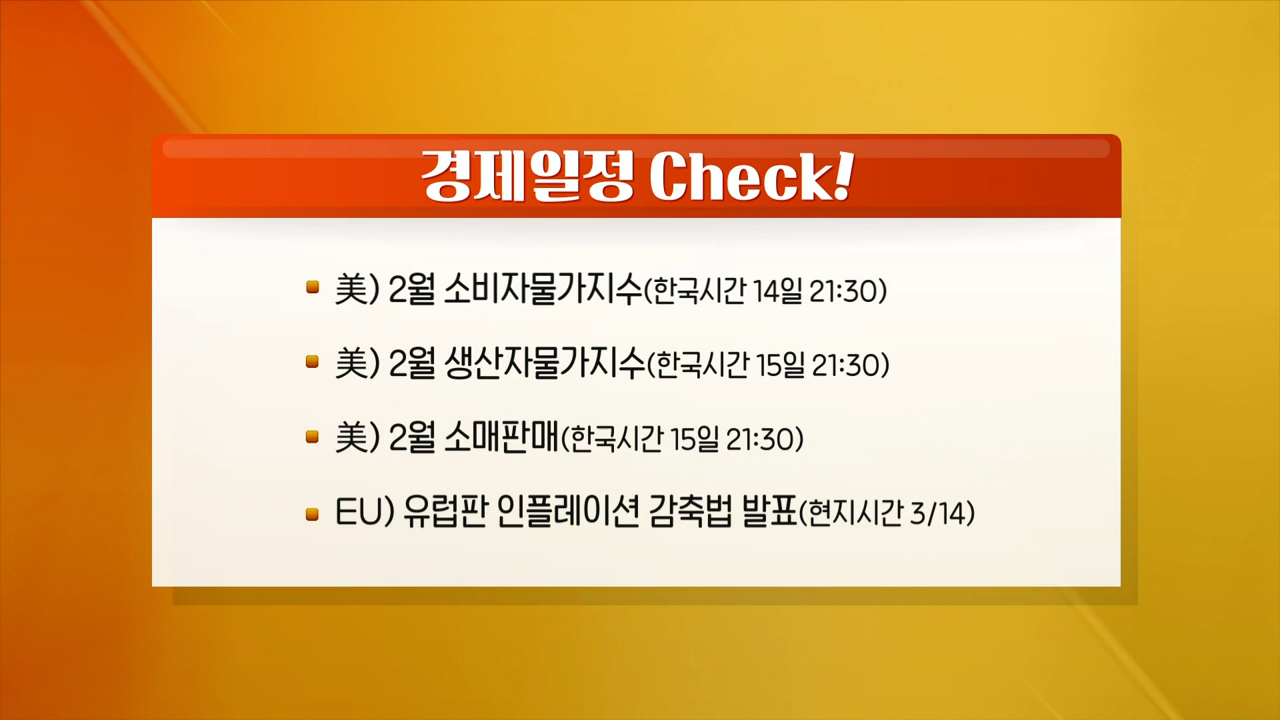 경제일정 Check!
美) 2월 소비자물가지수(한국시간 14일 21:30)
美) 2월 생산자물가지수(한국시간 15일 21:30)
美) 2월 소매판매(한국시간 15일 21:30)
EU) 유럽판 인플레이션 감축법 발표(현지시간 3/14)